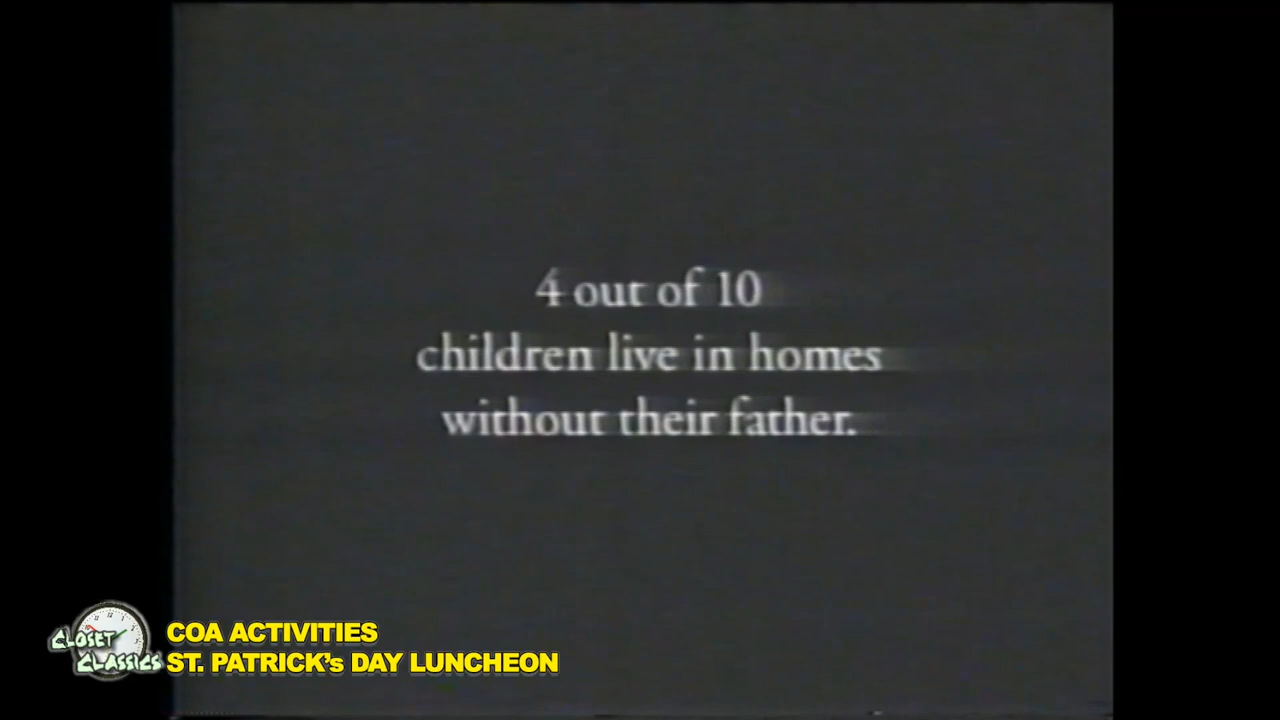 4 out of 10
children live in homes
without their father.
CLOSET
CLASSICS
COA ACTIVITIES
ST. PATRICK's DAY LUNCHEON